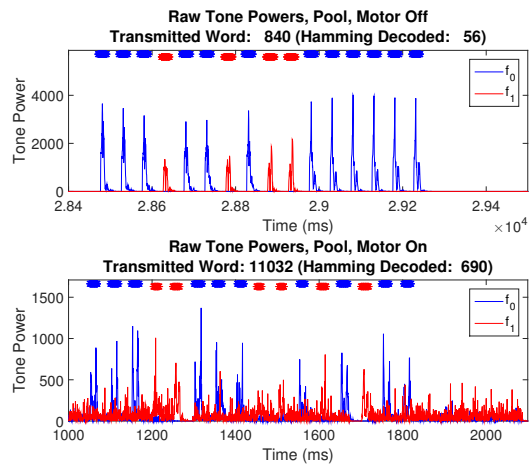 Raw Tone Powers, Pool, Motor Off
Transmitted Word: 840 (Hamming Decoded: 56)
Tone Power
4000
2000
0
f0
f1
2.84 2.86 2.88 2.9 2.92 2.94
Time (ms)
×10^4
Raw Tone Powers, Pool, Motor On
Transmitted Word: 11032 (Hamming Decoded: 690)
Tone Power
1500
1000
500
0
f0
f1
1000 1200 1400 1600 1800 2000
Time (ms)